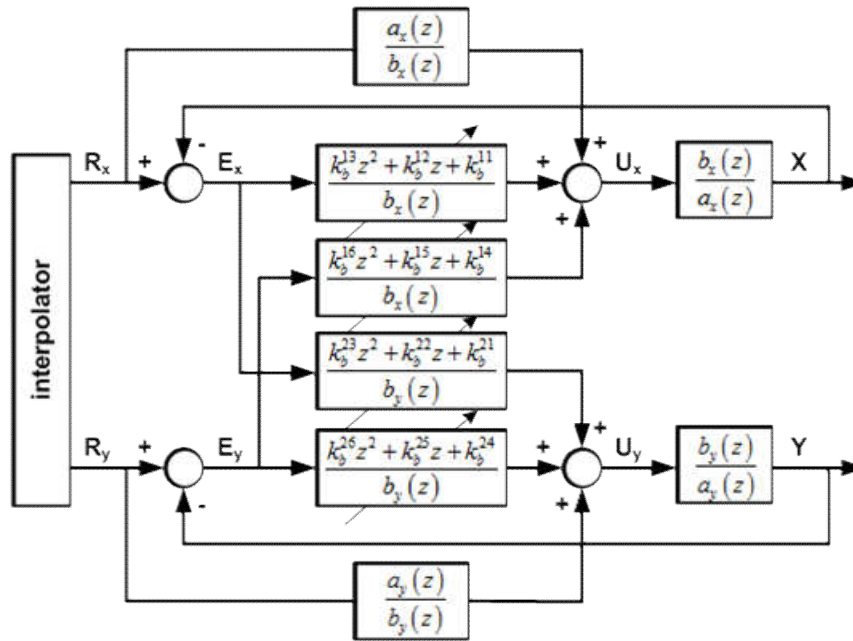 a_x(z)
b_x(z)
-
+
R_x
+
E_x
k_b^{13}z^2+k_b^{12}z+k_b^{11}
b_x(z)
+
+
U_x
b_x(z)
a_x(z)
X
k_b^{16}z^2+k_b^{15}z+k_b^{14}
b_x(z)
interpolator
k_b^{23}z^2+k_b^{22}z+k_b^{21}
b_y(z)
+
R_y
+
E_y
-
k_b^{26}z^2+k_b^{25}z+k_b^{24}
b_y(z)
+
+
U_y
b_y(z)
a_y(z)
Y
a_y(z)
b_y(z)